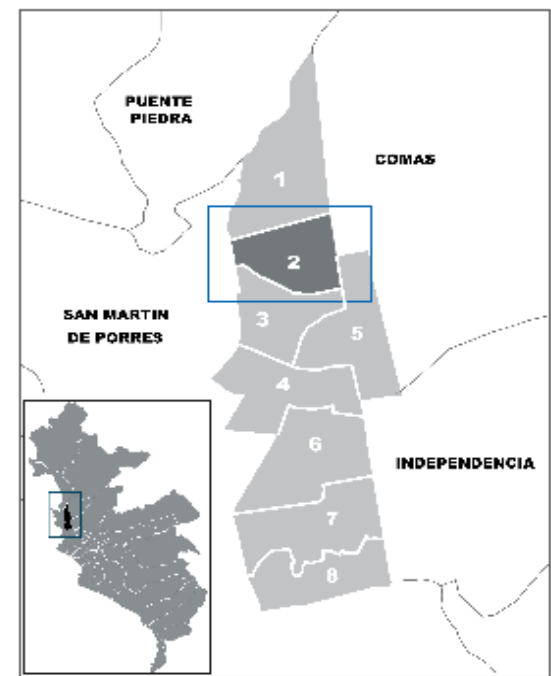 PUENTE
PIEDRA
COMAS
1
2
SAN MARTIN
DE PORRES
3
5
4
6
INDEPENDENCIA
7
8